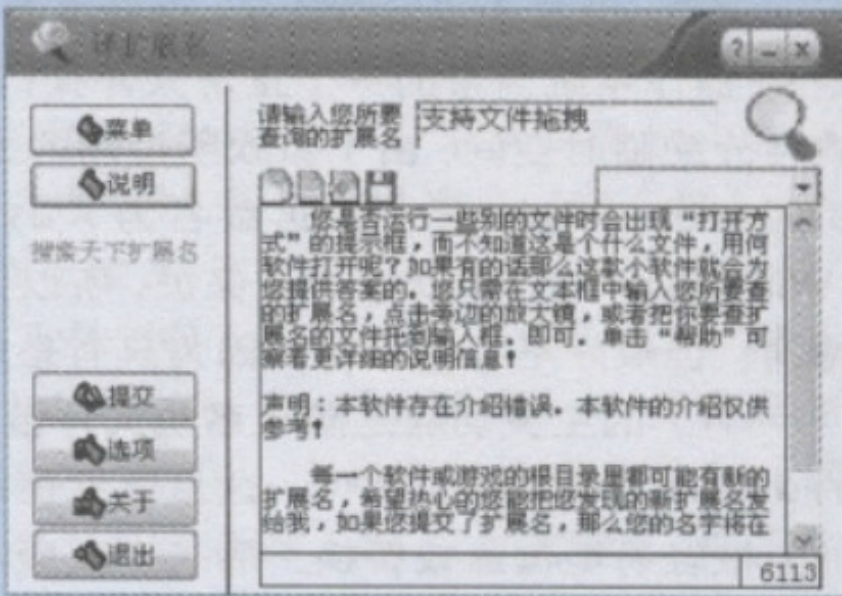 译扩展名
? - ×
菜单
说明
搜索天下扩展名
提交
选项
关于
退出
请输入您所要
查询的扩展名
支持文件拖拽
您是否运行一些别的文件时会出现“打开方
式”的提示框，而不知道这是个什么文件，用何
软件打开呢？如果有的话那么这款小软件就会为
您提供答案的。您只需在文本框中输入您所要查
的扩展名，点击旁边的放大镜，或者把你要查扩
展名的文件托到输入框。即可。单击“帮助”可
察看更详细的说明信息！
声明：本软件存在介绍错误。本软件的介绍仅供
参考！
每一个软件或游戏的根目录里都可能有新的
扩展名，希望热心的您能把您发现的新扩展名发
给我，如果您提交了扩展名，那么您的名字将在
6113